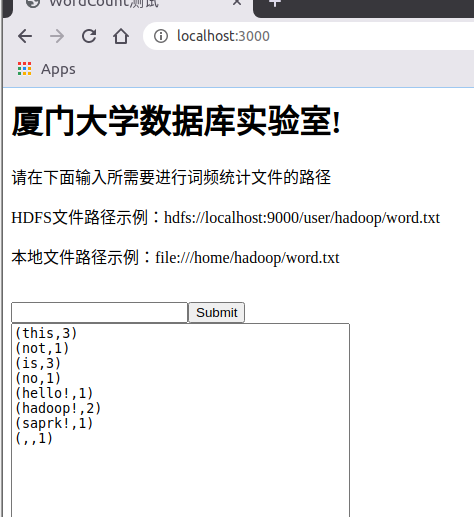 WordCount测试
localhost:3000
Apps
厦门大学数据库实验室!
请在下面输入所需要进行词频统计文件的路径
HDFS文件路径示例：hdfs://localhost:9000/user/hadoop/word.txt
本地文件路径示例：file:///home/hadoop/word.txt
Submit
(this,3)
(not,1)
(is,3)
(no,1)
(hello!,1)
(hadoop!,2)
(saprk!,1)
(,,1)